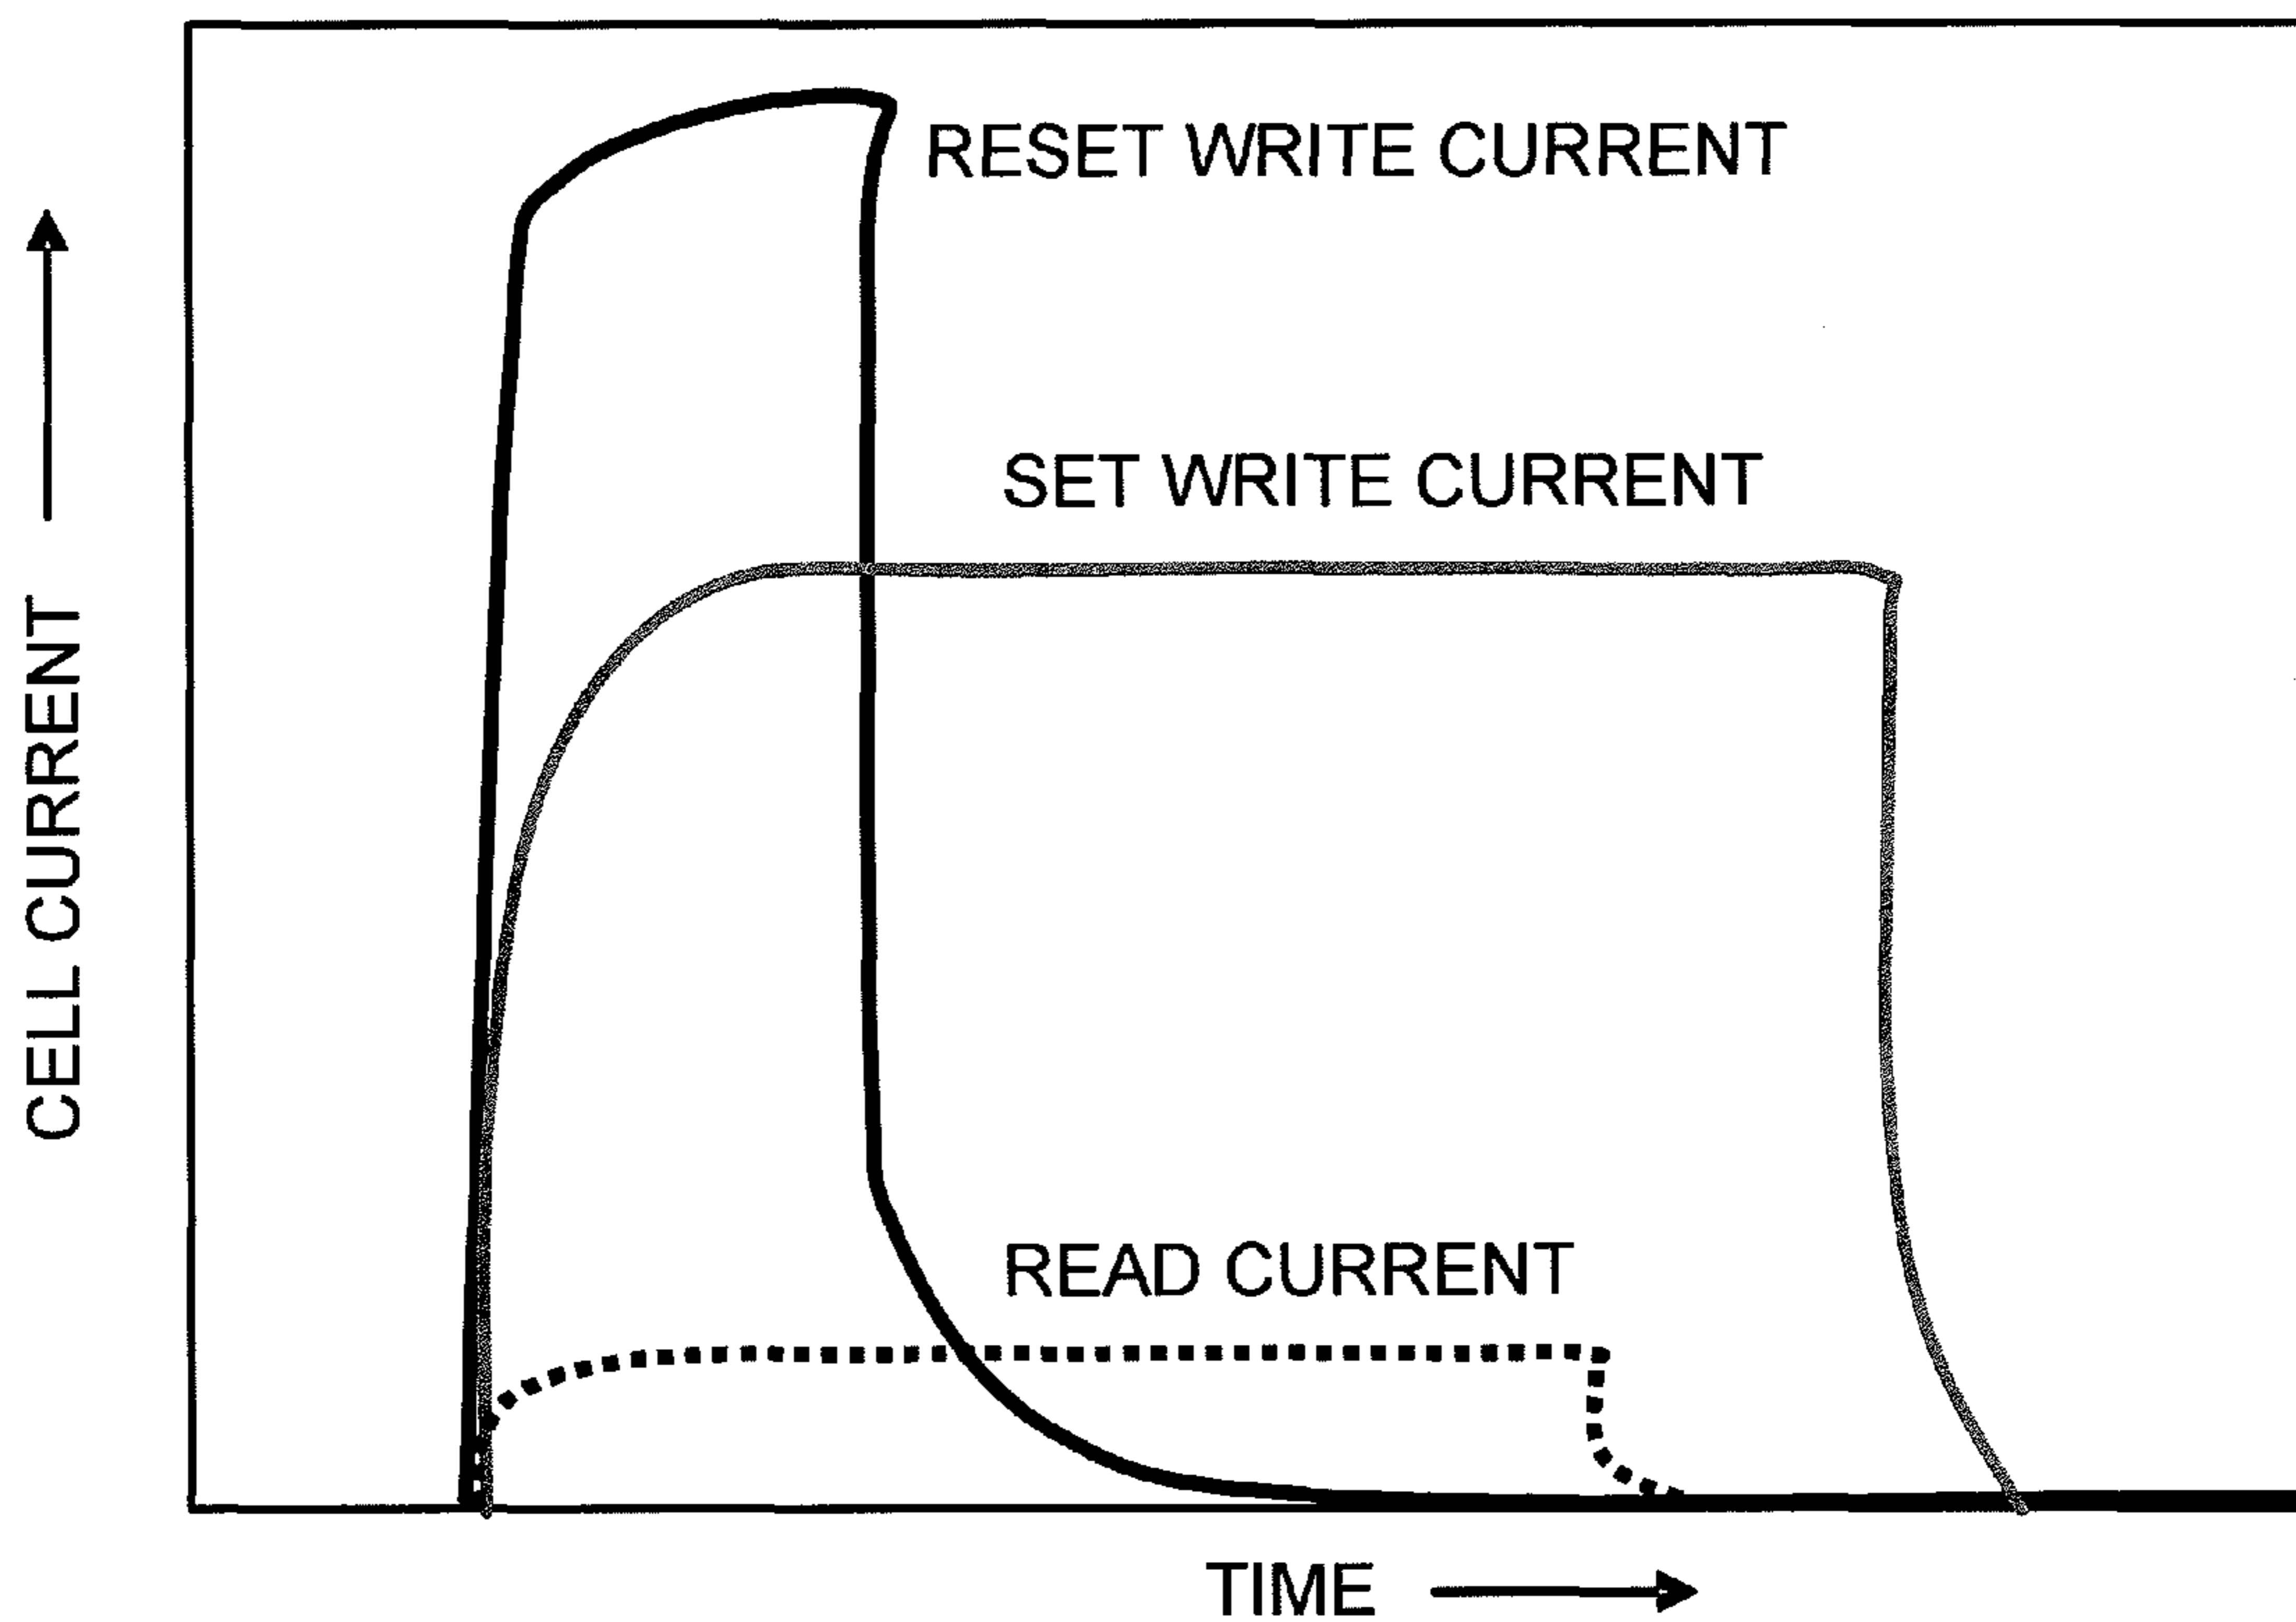 RESET WRITE CURRENT
SET WRITE CURRENT
CELL CURRENT
READ CURRENT
TIME